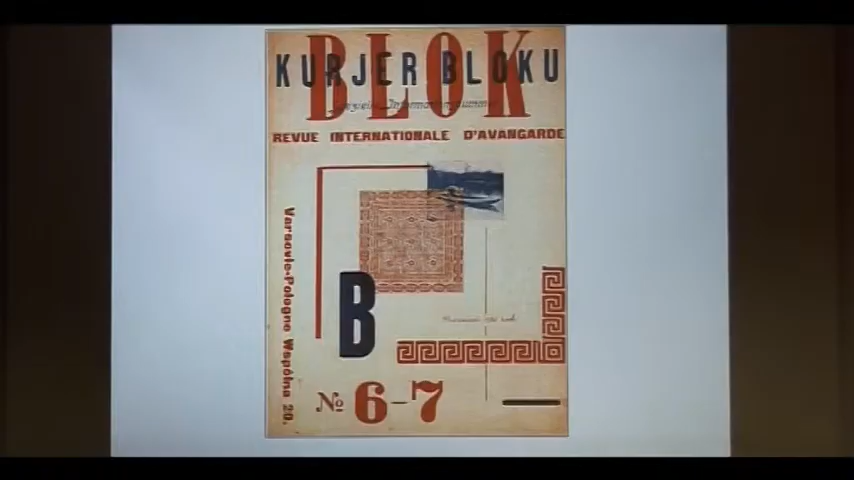 BLOK
KURJER BLOKU
REVUE INTERNATIONALE D'AVANGARDE
Varsovie-Pologne Wspólna 20.
B
№ 6-7